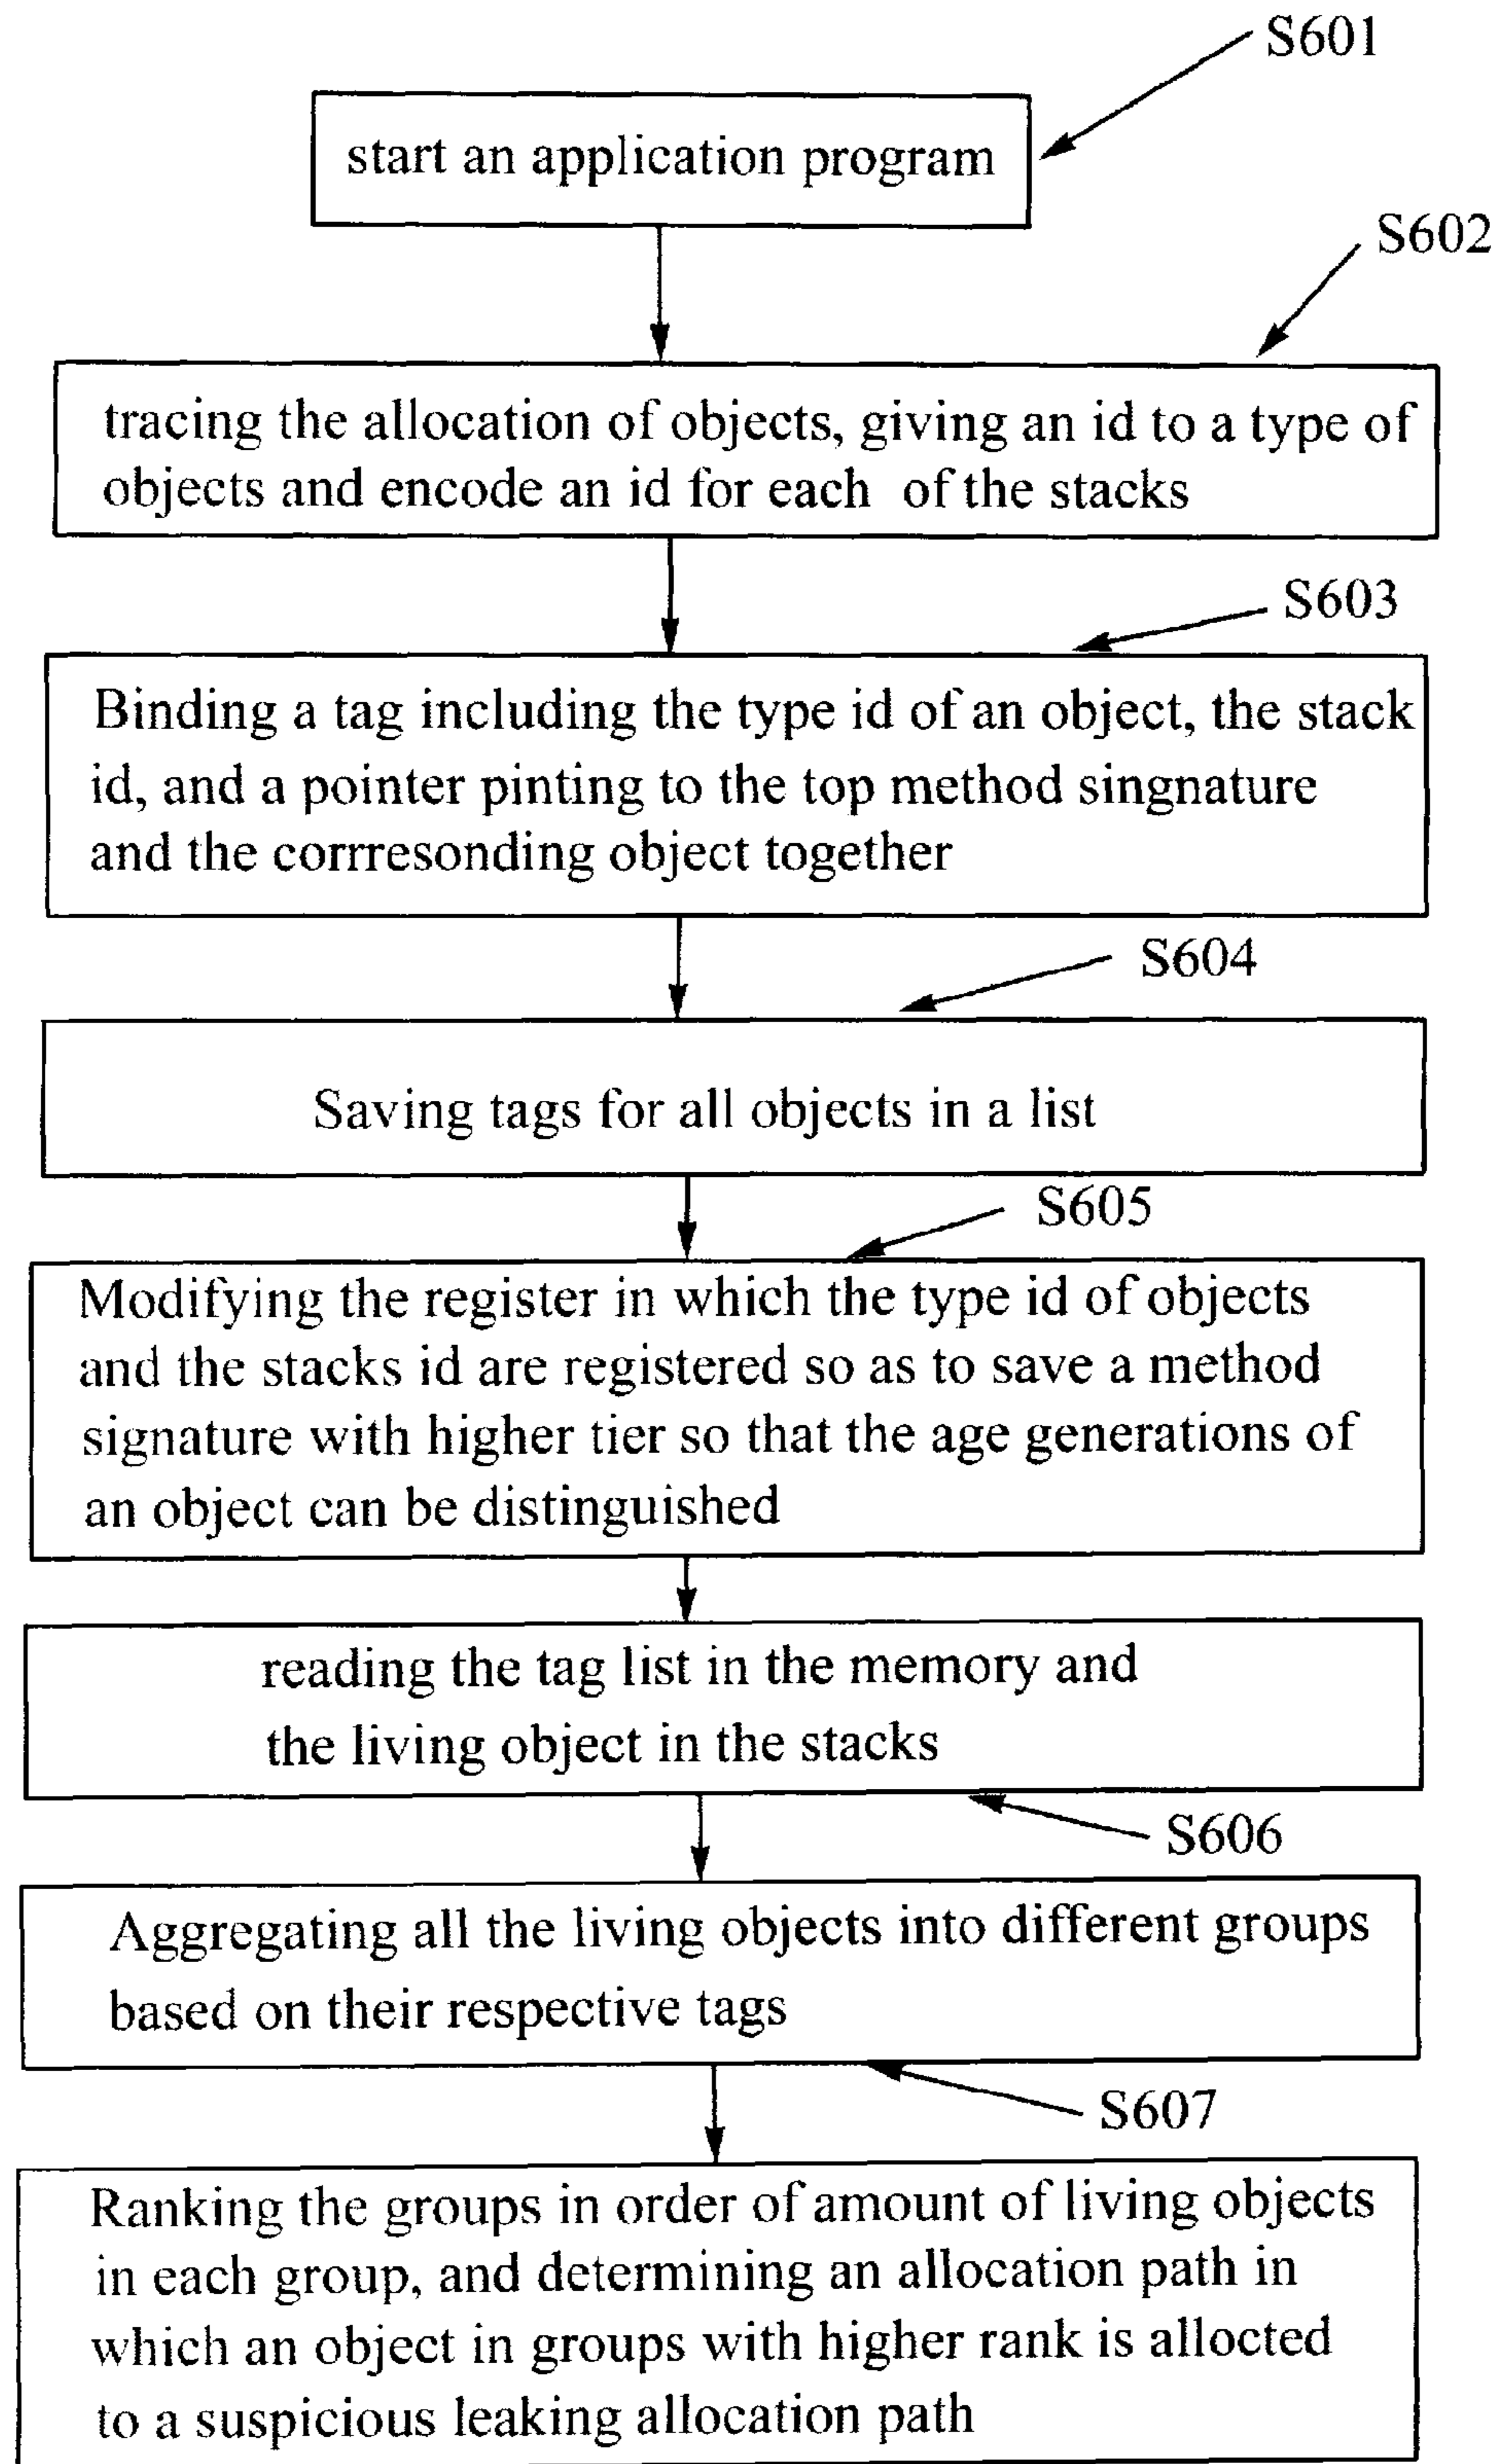 S601
start an application program
S602
tracing the allocation of objects, giving an id to a type of
objects and encode an id for each of the stacks
S603
Binding a tag including the type id of an object, the stack
id, and a pointer pinting to the top method singnature
and the corrresonding object together
S604
Saving tags for all objects in a list
S605
Modifying the register in which the type id of objects
and the stacks id are registered so as to save a method
signature with higher tier so that the age generations of
an object can be distinguished
reading the tag list in the memory and
the living object in the stacks
S606
Aggregating all the living objects into different groups
based on their respective tags
S607
Ranking the groups in order of amount of living objects
in each group, and determining an allocation path in
which an object in groups with higher rank is allocted
to a suspicious leaking allocation path